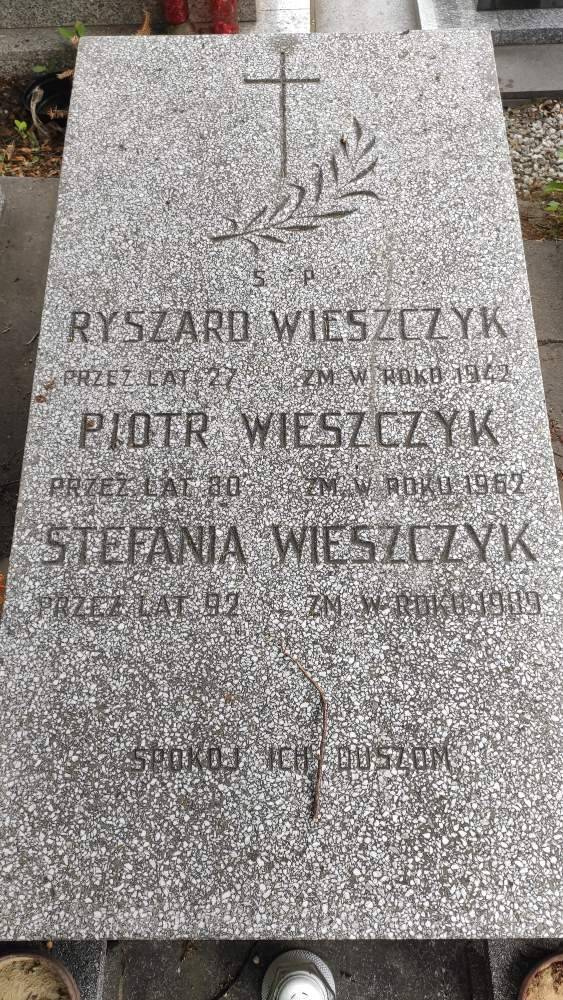 S P
RYSZARD WIESZCZYK
PRZEŻ. LAT 27 ZM. W ROKU 1942
PIOTR WIESZCZYK
PRZEŻ. LAT 80 ZM. W ROKU 1962
STEFANIA WIESZCZYK
PRZEŻ. LAT 92 ZM. W ROKU 1989
SPOKÓJ ICH DUSZOM